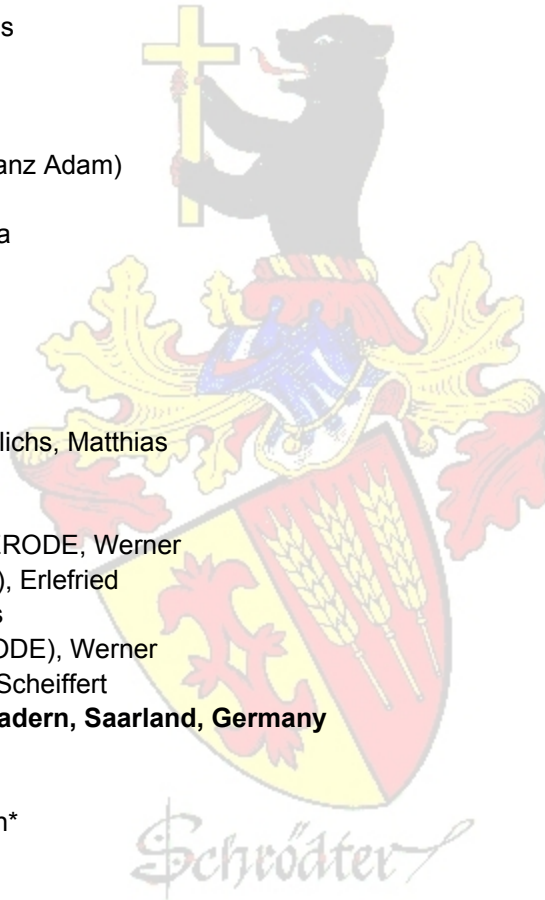 s
anz Adam)
a
lichs, Matthias
RODE, Werner
), Erlefried
s
ODE), Werner
Scheiffert
adern, Saarland, Germany
n*
Schrödter